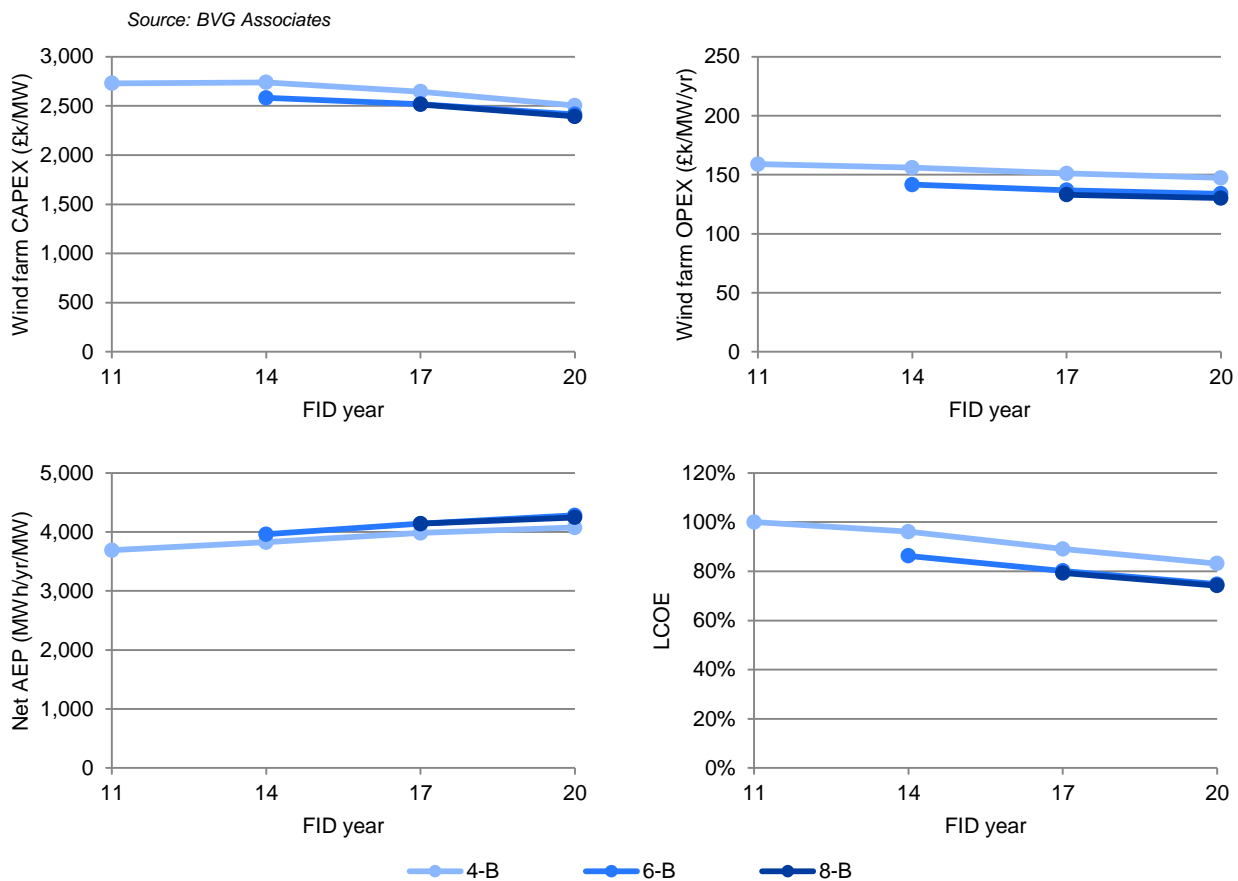 Source: BVG Associates
Wind farm CAPEX (£k/MW)
3,000
2,500
2,000
1,500
1,000
500
0
11 14 17 20
FID year
Wind farm OPEX (£k/MW/yr)
250
200
150
100
50
0
11 14 17 20
FID year
Net AEP (MWh/yr/MW)
5,000
4,000
3,000
2,000
1,000
0
11 14 17 20
FID year
LCOE
120%
100%
80%
60%
40%
20%
0%
11 14 17 20
FID year
4-B 6-B 8-B